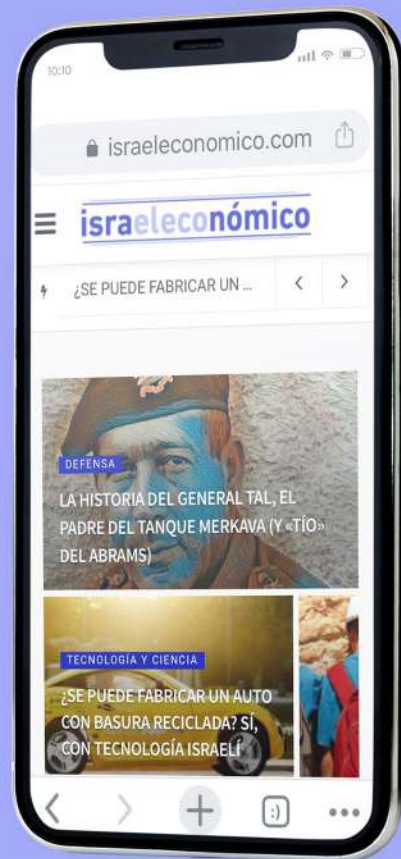 10:10
israeleconomico.com
israeleconómico
¿SE PUEDE FABRICAR UN ...
DEFENSA
LA HISTORIA DEL GENERAL TAL, EL
PADRE DEL TANQUE MERKAVA (Y «TÍO»
DEL ABRAMS)
TECNOLOGÍA Y CIENCIA
¿SE PUEDE FABRICAR UN AUTO
CON BASURA RECICLADA? SÍ,
CON TECNOLOGÍA ISRAELÍ
:)